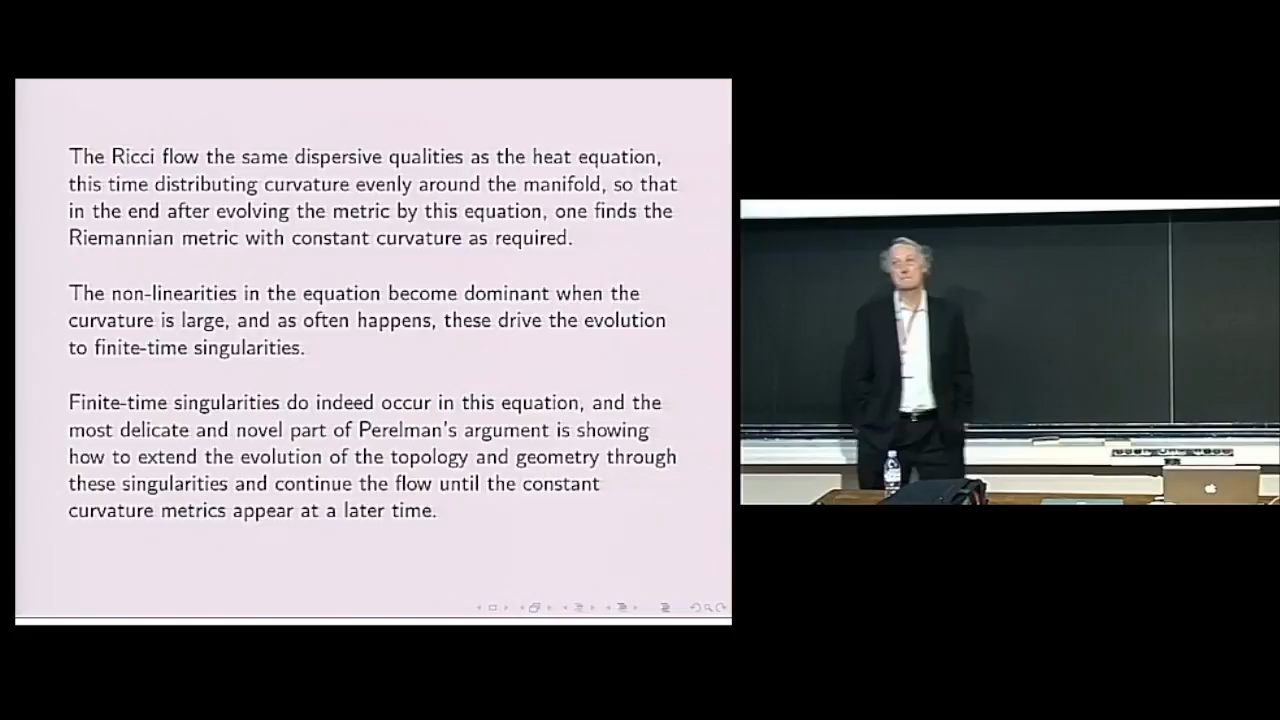 The Ricci flow the same dispersive qualities as the heat equation,
this time distributing curvature evenly around the manifold, so that
in the end after evolving the metric by this equation, one finds the
Riemannian metric with constant curvature as required.
The non-linearities in the equation become dominant when the
curvature is large, and as often happens, these drive the evolution
to finite-time singularities.
Finite-time singularities do indeed occur in this equation, and the
most delicate and novel part of Perelman's argument is showing
how to extend the evolution of the topology and geometry through
these singularities and continue the flow until the constant
curvature metrics appear at a later time.